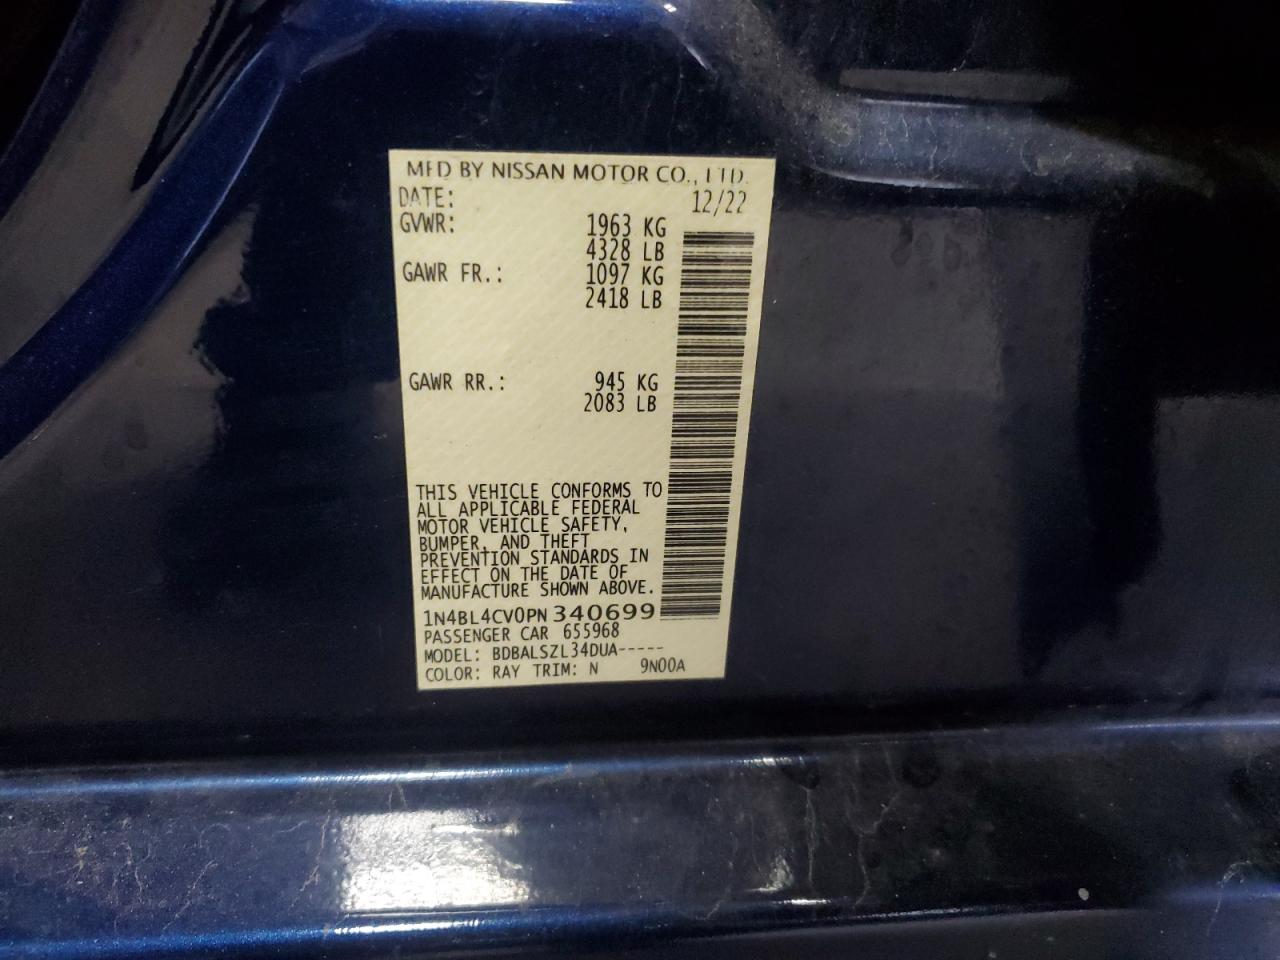 MFD BY NISSAN MOTOR CO., LTD.
DATE: 12/22
GVWR: 1963 KG
4328 LB
GAWR FR.: 1097 KG
2418 LB
GAWR RR.: 945 KG
2083 LB
THIS VEHICLE CONFORMS TO
ALL APPLICABLE FEDERAL
MOTOR VEHICLE SAFETY,
BUMPER, AND THEFT
PREVENTION STANDARDS IN
EFFECT ON THE DATE OF
MANUFACTURE SHOWN ABOVE.
1N4BL4CV0PN340699
PASSENGER CAR 655968
MODEL: BDBALSZL34DUA-----
COLOR: RAY TRIM: N 9N00A